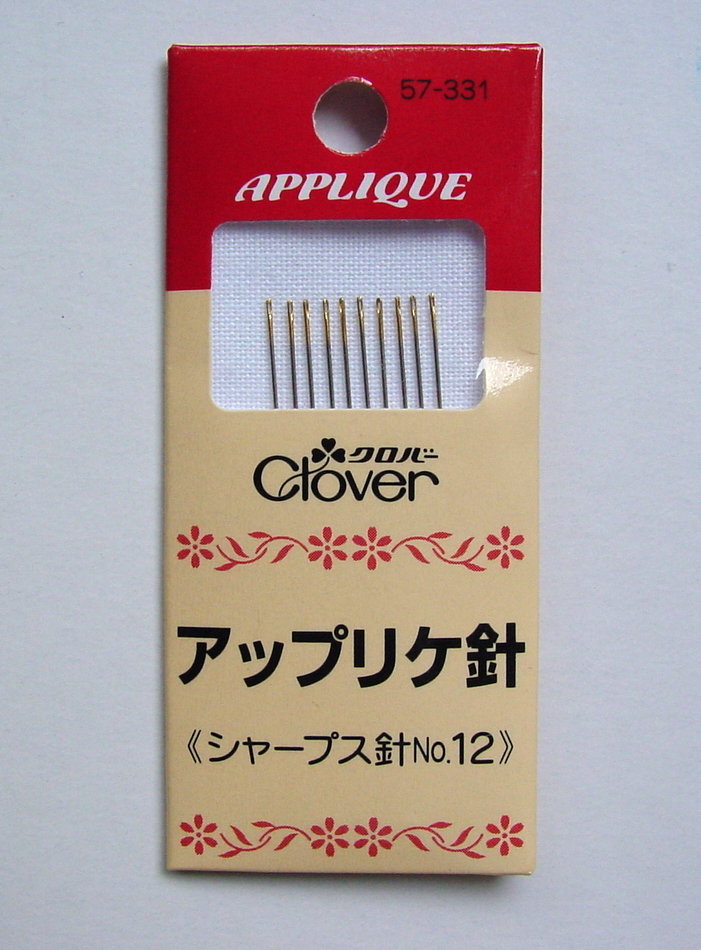 57-331
APPLIQUE
クロバー
Clover
アップリケ針
《シャープス針No.12》